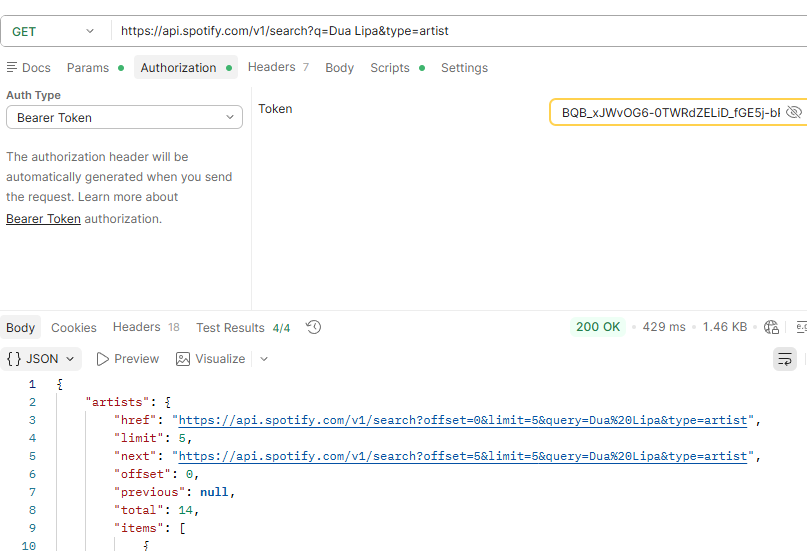 GET https://api.spotify.com/v1/search?q=Dua Lipa&type=artist
Docs Params Authorization Headers 7 Body Scripts Settings
Auth Type
Bearer Token
Token BQB_xJWvOG6-0TWRdZELiD_fGE5j-bl
The authorization header will be
automatically generated when you send
the request. Learn more about
Bearer Token authorization.
Body Cookies Headers 18 Test Results 4/4 200 OK 429 ms 1.46 KB
{} JSON Preview Visualize
1 {
2 "artists": {
3 "href": "https://api.spotify.com/v1/search?offset=0&limit=5&query=Dua%20Lipa&type=artist",
4 "limit": 5,
5 "next": "https://api.spotify.com/v1/search?offset=5&limit=5&query=Dua%20Lipa&type=artist",
6 "offset": 0,
7 "previous": null,
8 "total": 14,
9 "items": [
10 {